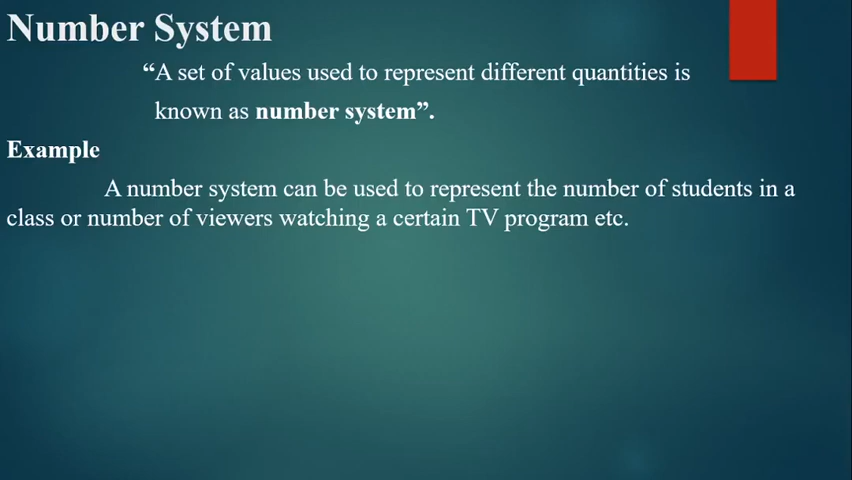 Number System
“A set of values used to represent different quantities is
known as number system”.
Example
A number system can be used to represent the number of students in a
class or number of viewers watching a certain TV program etc.